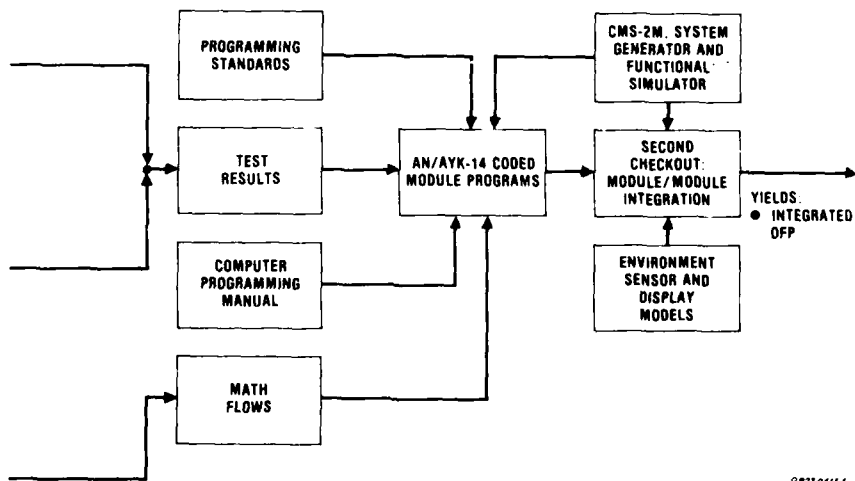 PROGRAMMING
STANDARDS
CMS-2M, SYSTEM
GENERATOR AND
FUNCTIONAL
SIMULATOR
TEST
RESULTS
AN/AYK-14 CODED
MODULE PROGRAMS
SECOND
CHECKOUT:
MODULE/MODULE
INTEGRATION
YIELDS:
● INTEGRATED
OFP
COMPUTER
PROGRAMMING
MANUAL
ENVIRONMENT
SENSOR AND
DISPLAY
MODELS
MATH
FLOWS